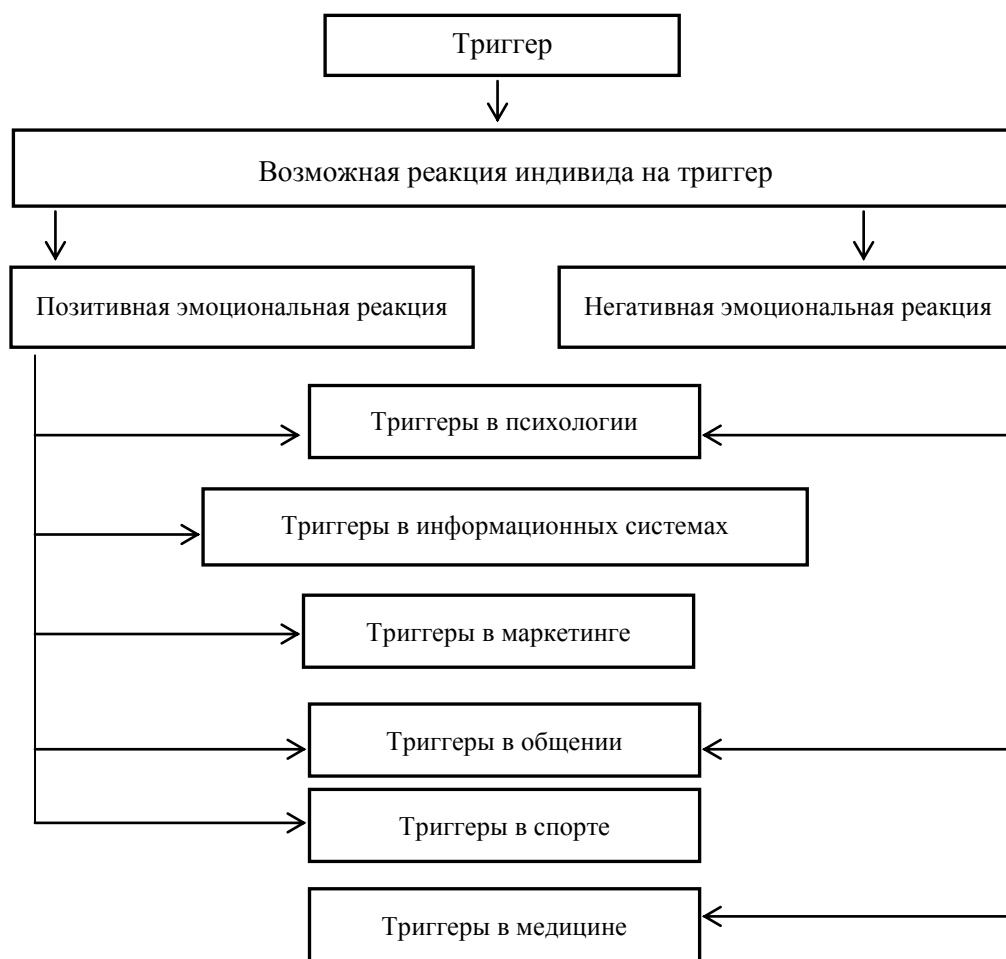 Триггер
Возможная реакция индивида на триггер
Позитивная эмоциональная реакция
Негативная эмоциональная реакция
Триггеры в психологии
Триггеры в информационных системах
Триггеры в маркетинге
Триггеры в общении
Триггеры в спорте
Триггеры в медицине